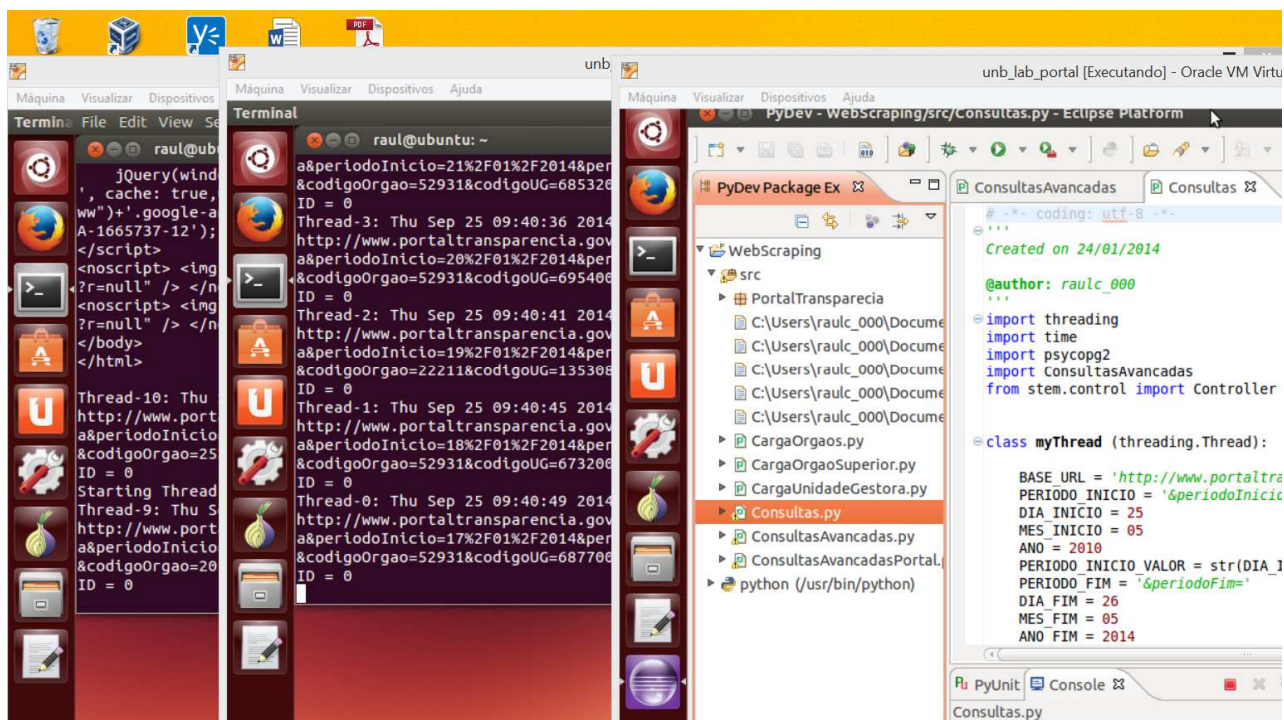 PDF
Máquina Visualizar Dispositivos
Termina File Edit View Se
raul@ub
jQuery(wind
', cache: true,
ww")+'.google-a
A-1665737-12');
</script>
<noscript> <img
?r=null" /> </n
<noscript> <img
?r=null" /> </n
</body>
</html>
Thread-10: Thu
http://www.port
a&periodoInicio
&codigoOrgao=25
ID = 0
Starting Thread
Thread-9: Thu S
http://www.port
a&periodoInicio
&codigoOrgao=20
ID = 0
unb_
Máquina Visualizar Dispositivos Ajuda
Terminal
raul@ubuntu: ~
a&periodoInicio=21%2F01%2F2014&per
&codigoOrgao=52931&codigoUG=685320
ID = 0
Thread-3: Thu Sep 25 09:40:36 2014
http://www.portaltransparencia.gov
a&periodoInicio=20%2F01%2F2014&per
&codigoOrgao=52931&codigoUG=695400
ID = 0
Thread-2: Thu Sep 25 09:40:41 2014
http://www.portaltransparencia.gov
a&periodoInicio=19%2F01%2F2014&per
&codigoOrgao=22211&codigoUG=135308
ID = 0
Thread-1: Thu Sep 25 09:40:45 2014
http://www.portaltransparencia.gov
a&periodoInicio=18%2F01%2F2014&per
&codigoOrgao=52931&codigoUG=673200
ID = 0
Thread-0: Thu Sep 25 09:40:49 2014
http://www.portaltransparencia.gov
a&periodoInicio=17%2F01%2F2014&per
&codigoOrgao=52931&codigoUG=687700
ID = 0
unb_lab_portal [Executando] - Oracle VM Virtu
Máquina Visualizar Dispositivos Ajuda
PyDev - WebScraping/src/Consultas.py - Eclipse Platform
PyDev Package Ex
WebScraping
src
PortalTransparecia
C:\Users\raulc_000\Docume
C:\Users\raulc_000\Docume
C:\Users\raulc_000\Docume
C:\Users\raulc_000\Docume
C:\Users\raulc_000\Docume
CargaOrgaos.py
CargaOrgaoSuperior.py
CargaUnidadeGestora.py
Consultas.py
ConsultasAvancadas.py
ConsultasAvancadasPortal.
python (/usr/bin/python)
ConsultasAvancadas Consultas
# -*- coding: utf-8 -*-
'''
Created on 24/01/2014
@author: raulc_000
'''
import threading
import time
import psycopg2
import ConsultasAvancadas
from stem.control import Controller
class myThread (threading.Thread):
BASE_URL = 'http://www.portaltra
PERIODO_INICIO = '&periodoInicio
DIA_INICIO = 25
MES_INICIO = 05
ANO = 2010
PERIODO_INICIO_VALOR = str(DIA_I
PERIODO_FIM = '&periodoFim='
DIA_FIM = 26
MES_FIM = 05
ANO FIM = 2014
PyUnit Console
Consultas.py